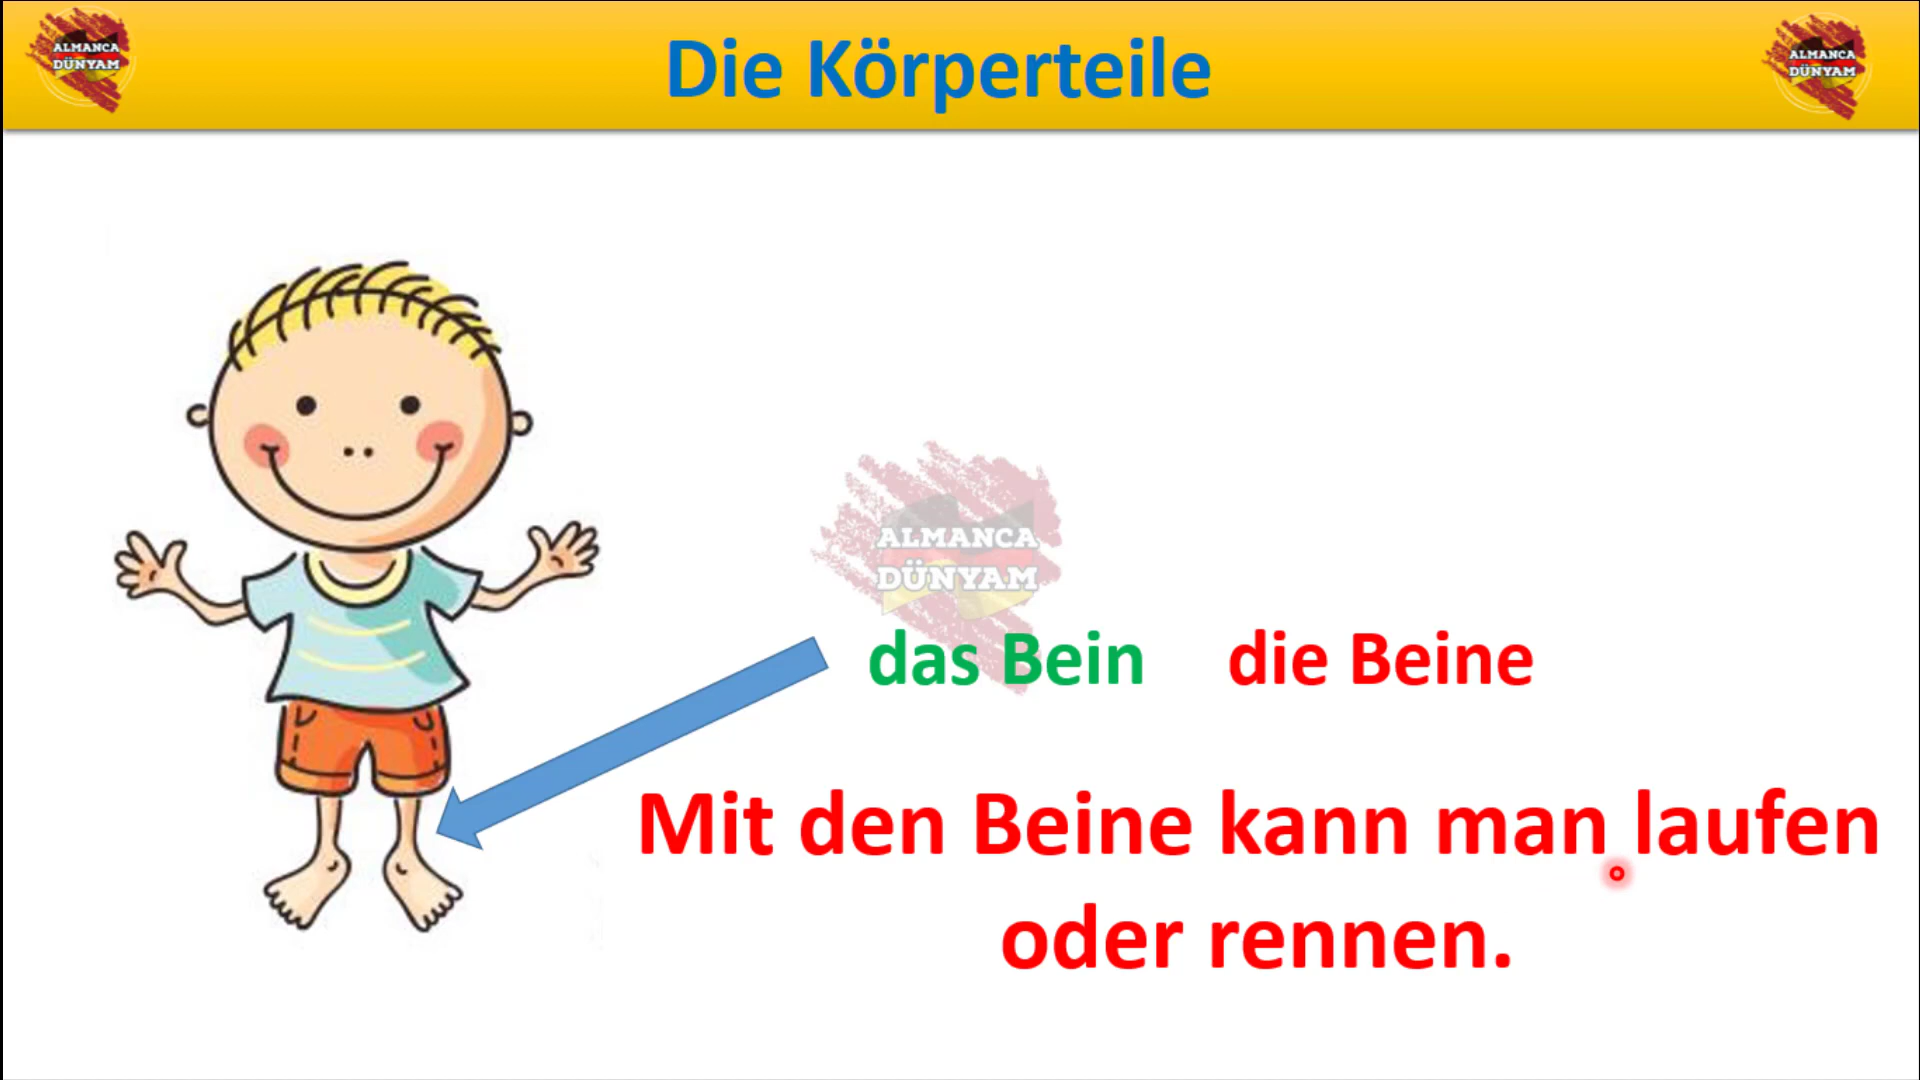 ALMANCA
DÜNYAM
Die Körperteile
ALMANCA
DÜNYAM
ALMANCA
DÜNYAM
das Bein die Beine
Mit den Beine kann man laufen
oder rennen.